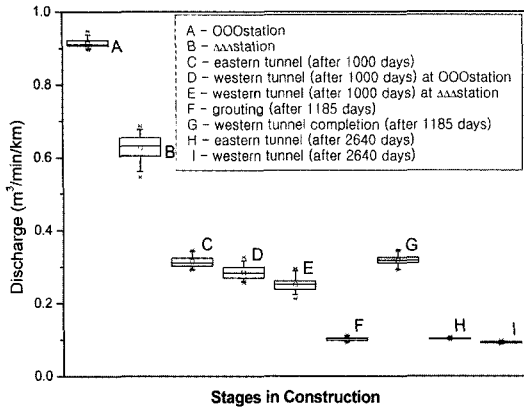 1.0
0.8
0.6
0.4
0.2
0.0
Discharge (m³/min/km)
A - OOOstation
B - ΔΔΔstation
C - eastern tunnel (after 1000 days)
D - western tunnel (after 1000 days) at OOOstation
E - western tunnel (after 1000 days) at ΔΔΔstation
F - grouting (after 1185 days)
G - western tunnel completion (after 1185 days)
H - eastern tunnel (after 2640 days)
I - western tunnel (after 2640 days)
A
B
C
D
E
F
G
H
I
Stages in Construction